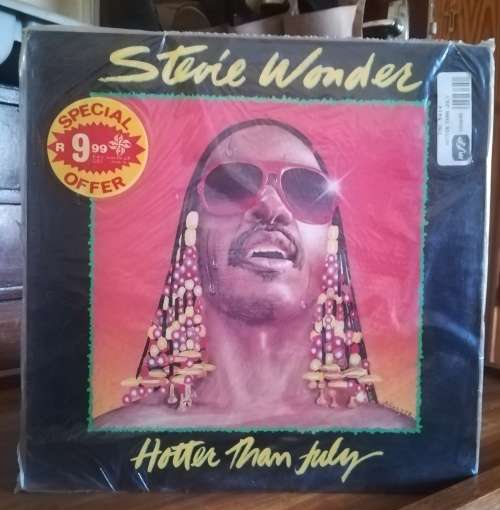 Stevie Wonder
SPECIAL
R 9.99
OFFER
Hotter Than July